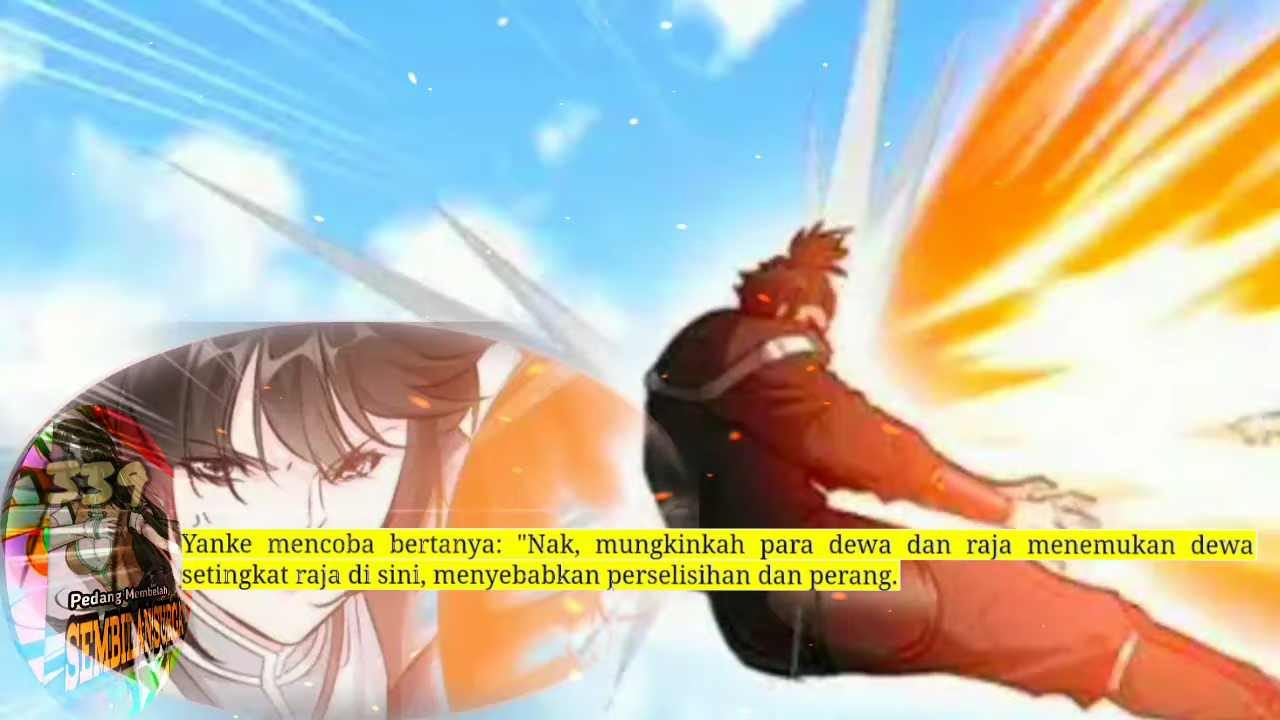 339
Yanke mencoba bertanya: "Nak, mungkinkah para dewa dan raja menemukan dewa
setingkat raja di sini, menyebabkan perselisihan dan perang.
Pedang Membelah
SEMBILAN SURGA